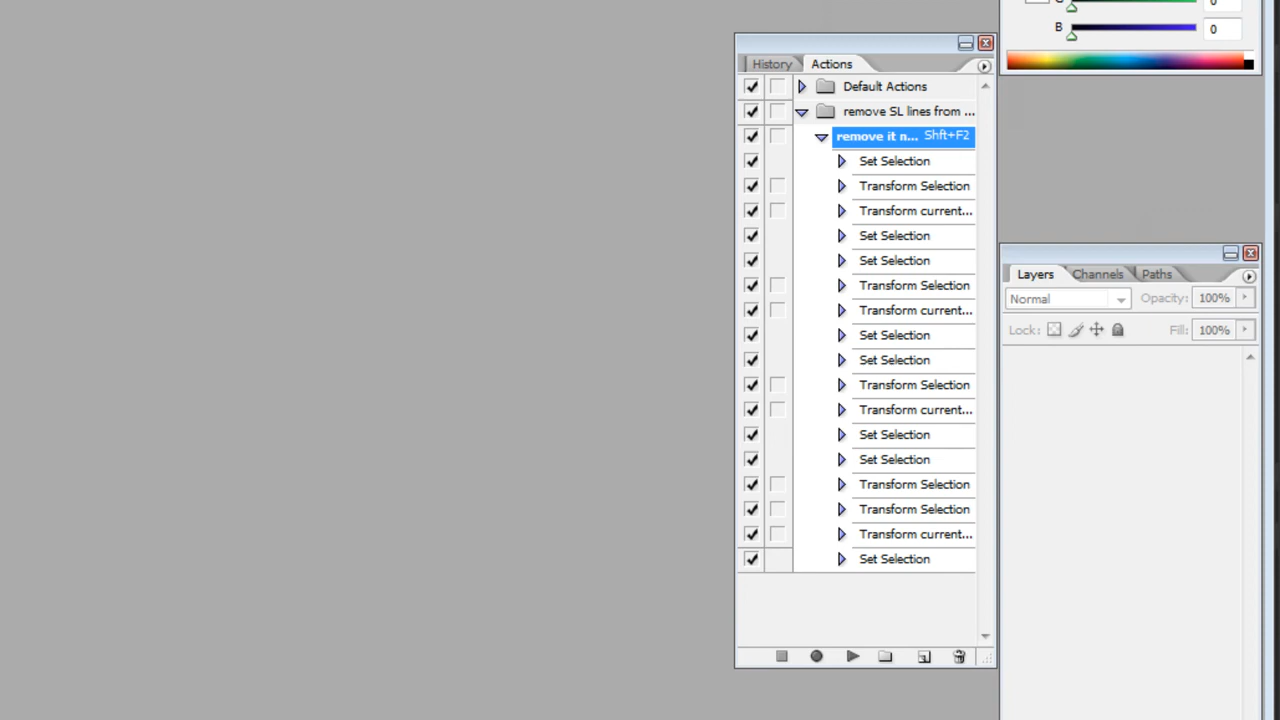 0
B 0
History Actions
Default Actions
remove SL lines from ...
remove it n... Shft+F2
Set Selection
Transform Selection
Transform current...
Set Selection
Set Selection
Transform Selection
Transform current...
Set Selection
Set Selection
Transform Selection
Transform current...
Set Selection
Set Selection
Transform Selection
Transform Selection
Transform current...
Set Selection
Layers Channels Paths
Normal Opacity: 100%
Lock: Fill: 100%